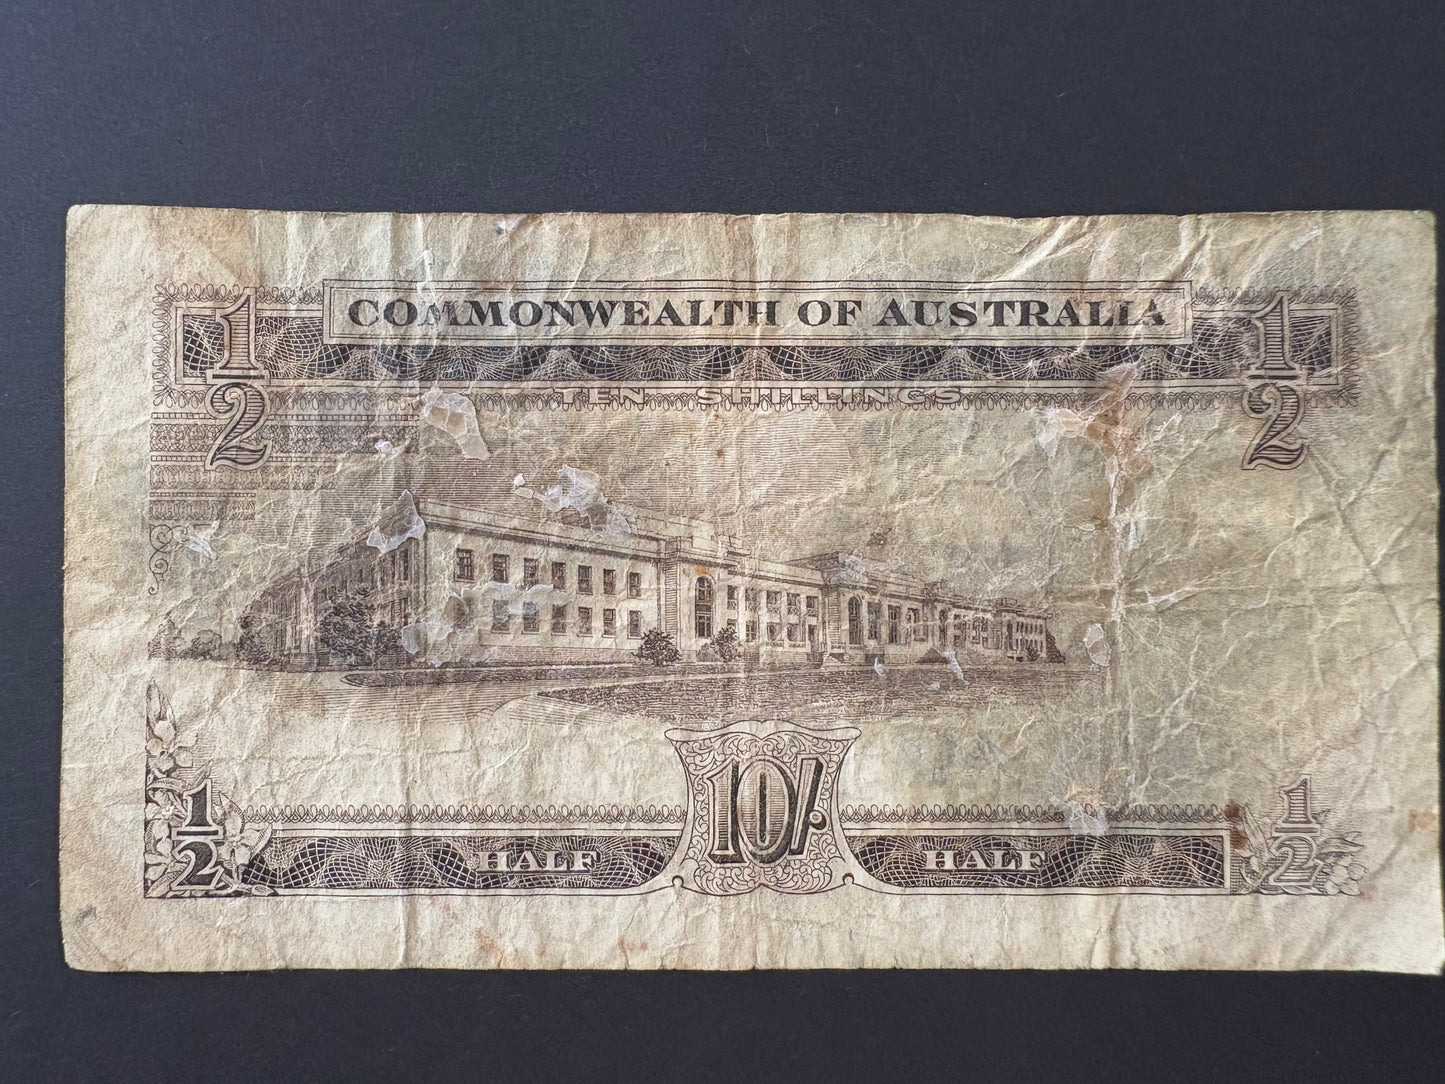 1/2 COMMONWEALTH OF AUSTRALIA 1/2
TEN SHILLINGS
10/-
1/2 HALF HALF 1/2